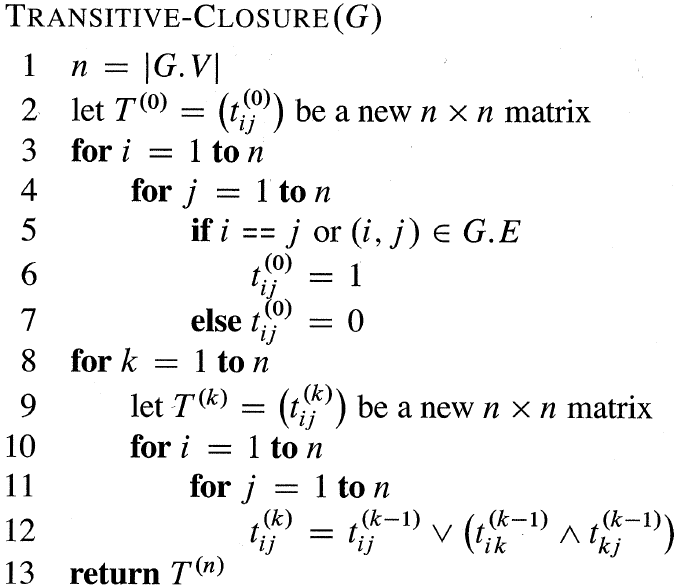 TRANSITIVE-CLOSURE(G)
1 n = |G.V|
2 let T^(0) = (t_ij^(0)) be a new n × n matrix
3 for i = 1 to n
4 for j = 1 to n
5 if i == j or (i, j) ∈ G.E
6 t_ij^(0) = 1
7 else t_ij^(0) = 0
8 for k = 1 to n
9 let T^(k) = (t_ij^(k)) be a new n × n matrix
10 for i = 1 to n
11 for j = 1 to n
12 t_ij^(k) = t_ij^(k-1) ∨ (t_ik^(k-1) ∧ t_kj^(k-1))
13 return T^(n)